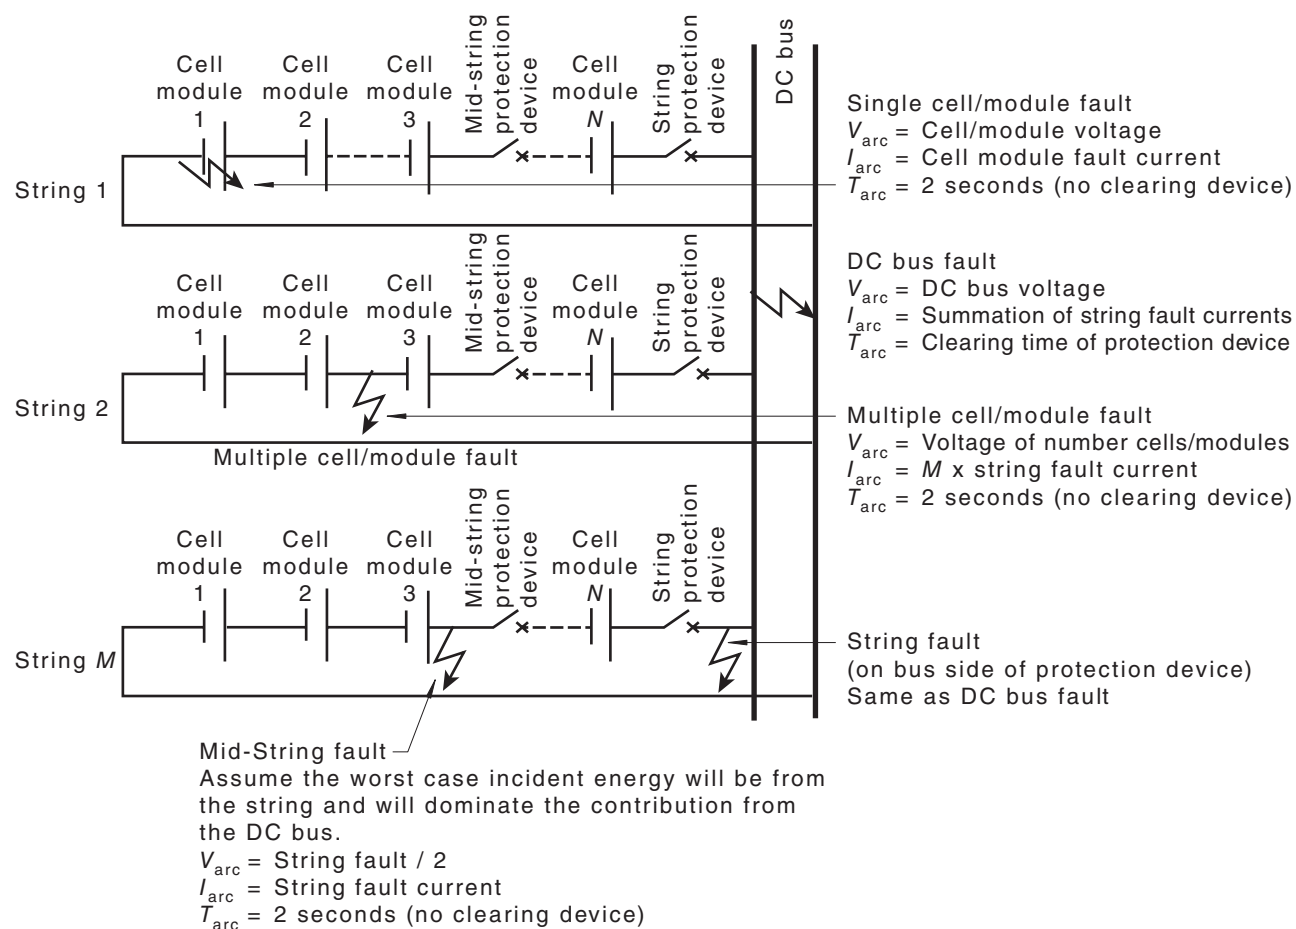 DC bus
Cell
module
1
Cell
module
2
Cell
module
3
Mid-string
protection
device
Cell
module
N
String
protection
device
String 1
Single cell/module fault
Varc = Cell/module voltage
Iarc = Cell module fault current
Tarc = 2 seconds (no clearing device)
DC bus fault
Varc = DC bus voltage
Iarc = Summation of string fault currents
Tarc = Clearing time of protection device
Cell
module
1
Cell
module
2
Cell
module
3
Mid-string
protection
device
Cell
module
N
String
protection
device
String 2
Multiple cell/module fault
Multiple cell/module fault
Varc = Voltage of number cells/modules
Iarc = M x string fault current
Tarc = 2 seconds (no clearing device)
Cell
module
1
Cell
module
2
Cell
module
3
Mid-string
protection
device
Cell
module
N
String
protection
device
String M
String fault
(on bus side of protection device)
Same as DC bus fault
Mid-String fault
Assume the worst case incident energy will be from
the string and will dominate the contribution from
the DC bus.
Varc = String fault / 2
Iarc = String fault current
Tarc = 2 seconds (no clearing device)